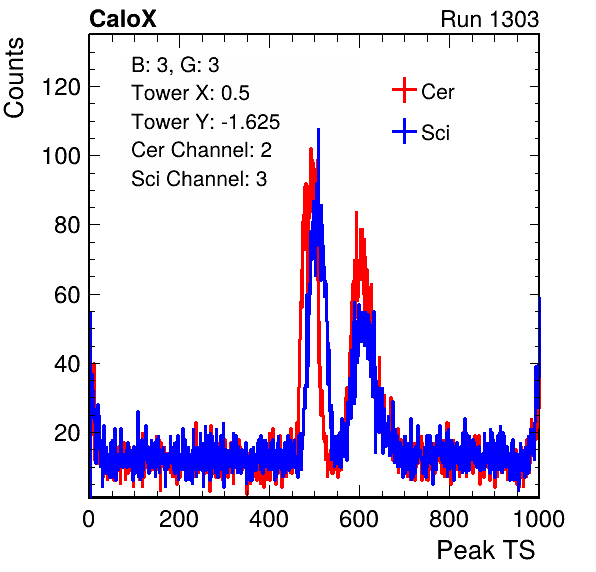 CaloX Run 1303
Counts
B: 3, G: 3
Tower X: 0.5
Tower Y: -1.625
Cer Channel: 2
Sci Channel: 3
Cer
Sci
120
100
80
60
40
20
0 200 400 600 800 1000
Peak TS